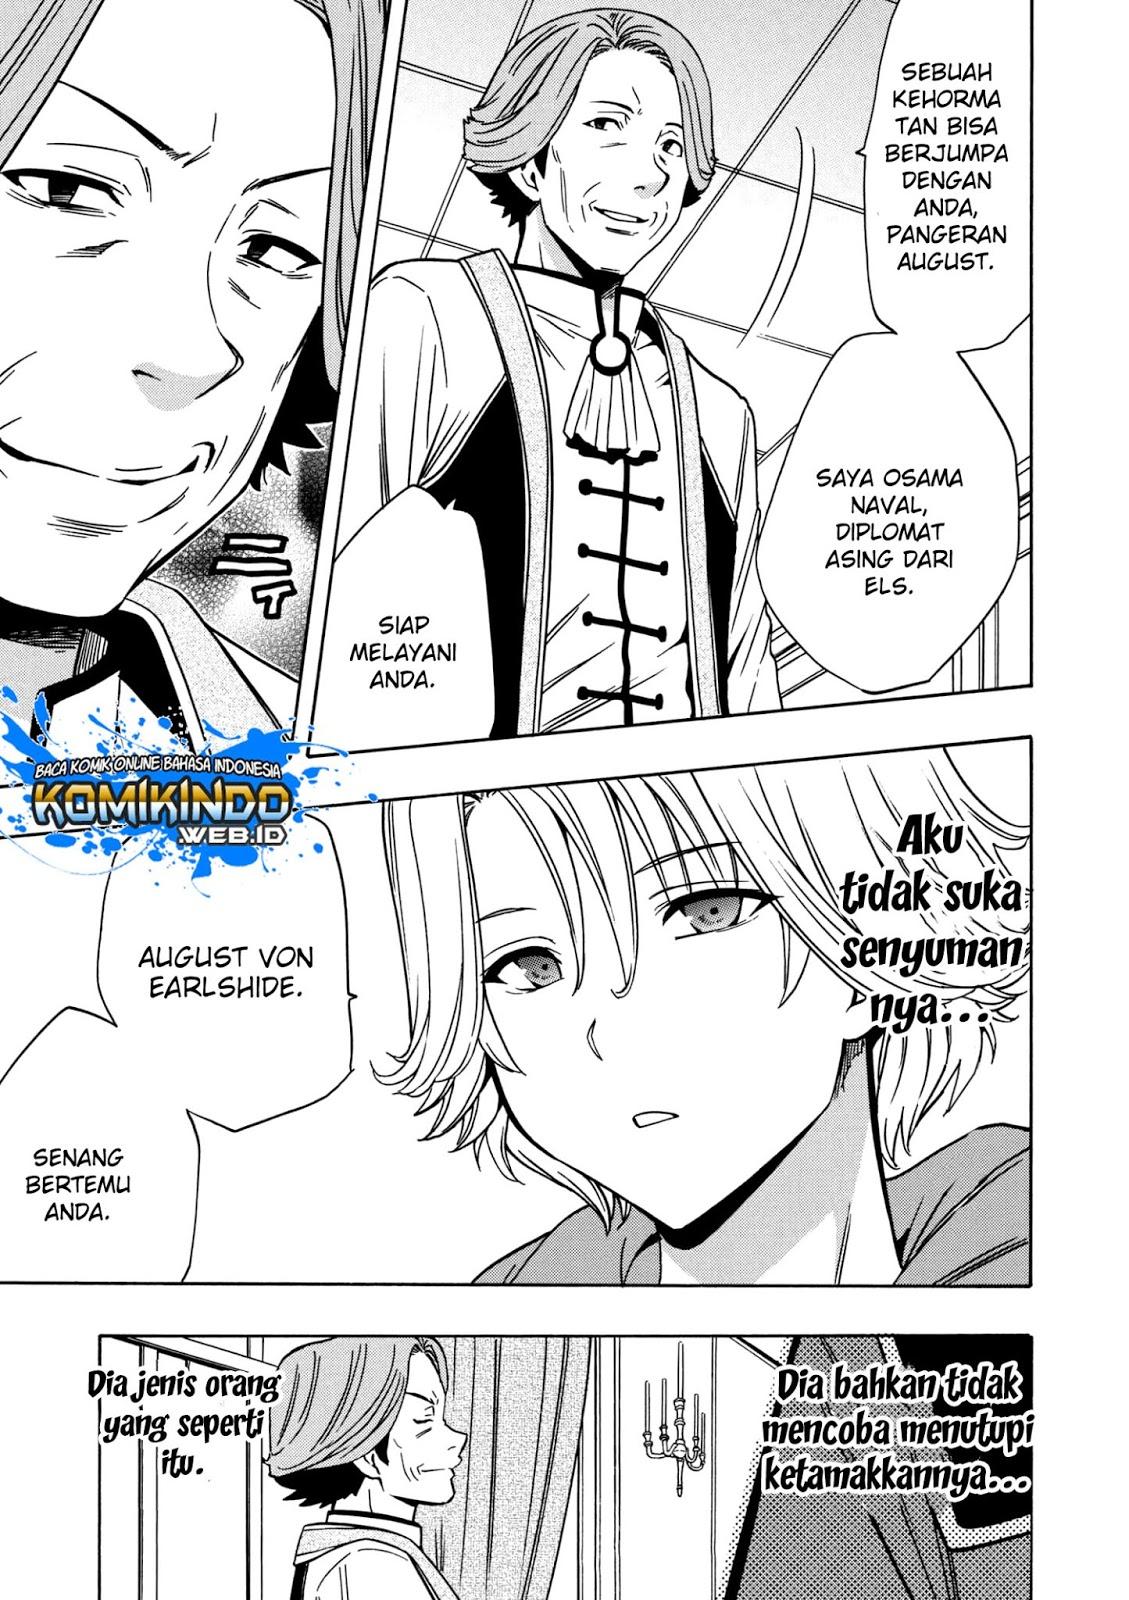 SEBUAH
KEHORMA
TAN BISA
BERJUMPA
DENGAN
ANDA,
PANGERAN
AUGUST.
SAYA OSAMA
NAVAL,
DIPLOMAT
ASING DARI
ELS.
SIAP
MELAYANI
ANDA.
ニィ
BACA KOMIK ONLINE BAHASA INDONESIA
KOMIKINDO
.WEB.ID
Aku
tidak suka
senyuman
nya...
AUGUST VON
EARLSHIDE.
SENANG
BERTEMU
ANDA.
Dia bahkan tidak
mencoba menutupi
ketamakkannya...
Dia jenis orang
yang seperti
itu.